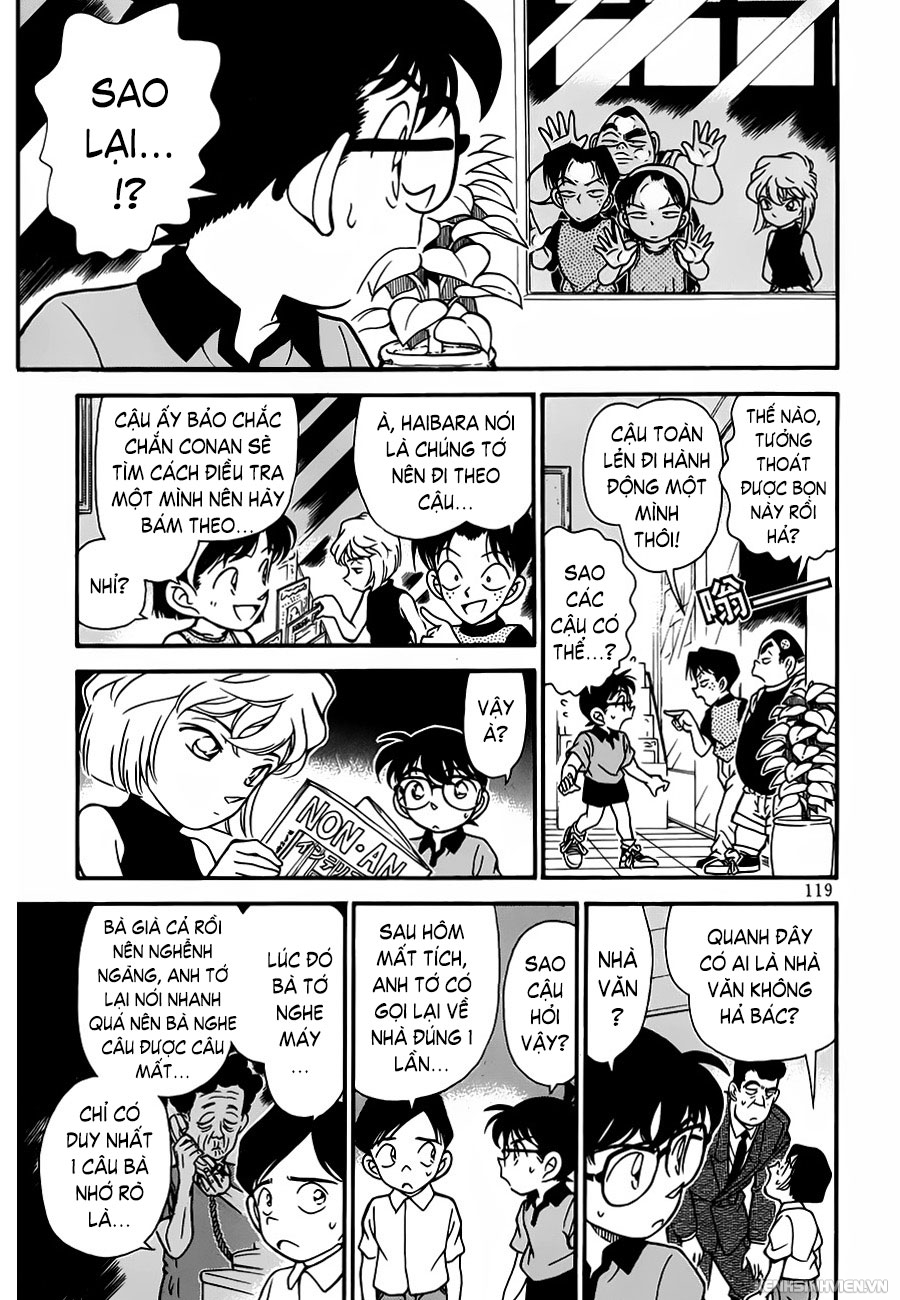 SAO
LẠI...
!?
THẾ NÀO,
TƯỞNG
THOÁT
ĐƯỢC BỌN
NÀY RỒI
HẢ?
CẬU TOÀN
LẺN ĐI HÀNH
ĐỘNG MỘT
MÌNH
THÔI!
SAO
CÁC
CẬU CÓ
THỂ...?
嗡
À, HAIBARA NÓI
LÀ CHÚNG TỚ
NÊN ĐI THEO
CẬU...
CẬU ẤY BẢO CHẮC
CHẮN CONAN SẼ
TÌM CÁCH ĐIỀU TRA
MỘT MÌNH NÊN HÃY
BÁM THEO...
NHỈ?
VẬY
À?
NON·AN
119
QUANH ĐÂY
CÓ AI LÀ NHÀ
VĂN KHÔNG
HẢ BÁC?
NHÀ
VĂN
?
SAO
CẬU
HỎI
VẬY?
SAU HÔM
MẤT TÍCH,
ANH TỚ CÓ
GỌI LẠI VỀ
NHÀ ĐÚNG 1
LẦN...
LÚC ĐÓ
BÀ TỚ
NGHE
MÁY
...
BÀ GIÀ CẢ RỒI
NÊN NGHỄNH
NGÃNG, ANH TỚ
LẠI NÓI NHANH
QUÁ NÊN BÀ NGHE
CÂU ĐƯỢC CÂU
MẤT...
CHỈ CÓ
DUY NHẤT
1 CÂU BÀ
NHỚ RÕ
LÀ...